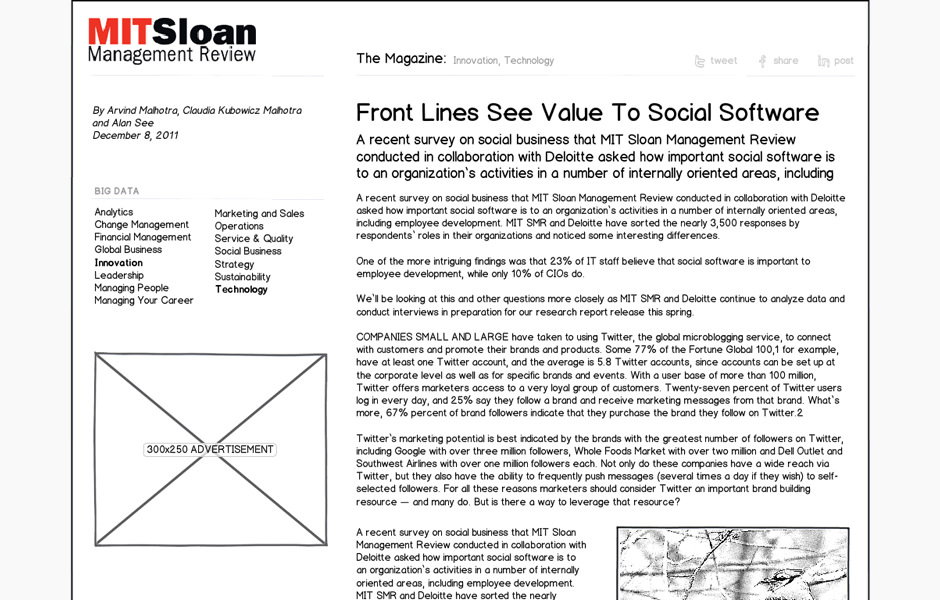 MITSloan
Management Review
The Magazine: Innovation, Technology
tweet
share
post
By Arvind Malhotra, Claudia Kubowicz Malhotra
and Alan See
December 8, 2011
BIG DATA
Analytics
Change Management
Financial Management
Global Business
Innovation
Leadership
Managing People
Managing Your Career
Marketing and Sales
Operations
Service & Quality
Social Business
Strategy
Sustainability
Technology
300x250 ADVERTISEMENT
Front Lines See Value To Social Software
A recent survey on social business that MIT Sloan Management Review
conducted in collaboration with Deloitte asked how important social software is
to an organization`s activities in a number of internally oriented areas, including
A recent survey on social business that MIT Sloan Management Review conducted in collaboration with Deloitte
asked how important social software is to an organization`s activities in a number of internally oriented areas,
including employee development. MIT SMR and Deloitte have sorted the nearly 3,500 responses by
respondents` roles in their organizations and noticed some interesting differences.
One of the more intriguing findings was that 23% of IT staff believe that social software is important to
employee development, while only 10% of CIOs do.
We`ll be looking at this and other questions more closely as MIT SMR and Deloitte continue to analyze data and
conduct interviews in preparation for our research report release this spring.
COMPANIES SMALL AND LARGE have taken to using Twitter, the global microblogging service, to connect
with customers and promote their brands and products. Some 77% of the Fortune Global 100,1 for example,
have at least one Twitter account, and the average is 5.8 Twitter accounts, since accounts can be set up at
the corporate level as well as for specific brands and events. With a user base of more than 100 million,
Twitter offers marketers access to a very loyal group of customers. Twenty-seven percent of Twitter users
log in every day, and 25% say they follow a brand and receive marketing messages from that brand. What`s
more, 67% percent of brand followers indicate that they purchase the brand they follow on Twitter.2
Twitter`s marketing potential is best indicated by the brands with the greatest number of followers on Twitter,
including Google with over three million followers, Whole Foods Market with over two million and Dell Outlet and
Southwest Airlines with over one million followers each. Not only do these companies have a wide reach via
Twitter, but they also have the ability to frequently push messages (several times a day if they wish) to self-
selected followers. For all these reasons marketers should consider Twitter an important brand building
resource — and many do. But is there a way to leverage that resource?
A recent survey on social business that MIT Sloan
Management Review conducted in collaboration with
Deloitte asked how important social software is to
an organization`s activities in a number of internally
oriented areas, including employee development.
MIT SMR and Deloitte have sorted the nearly